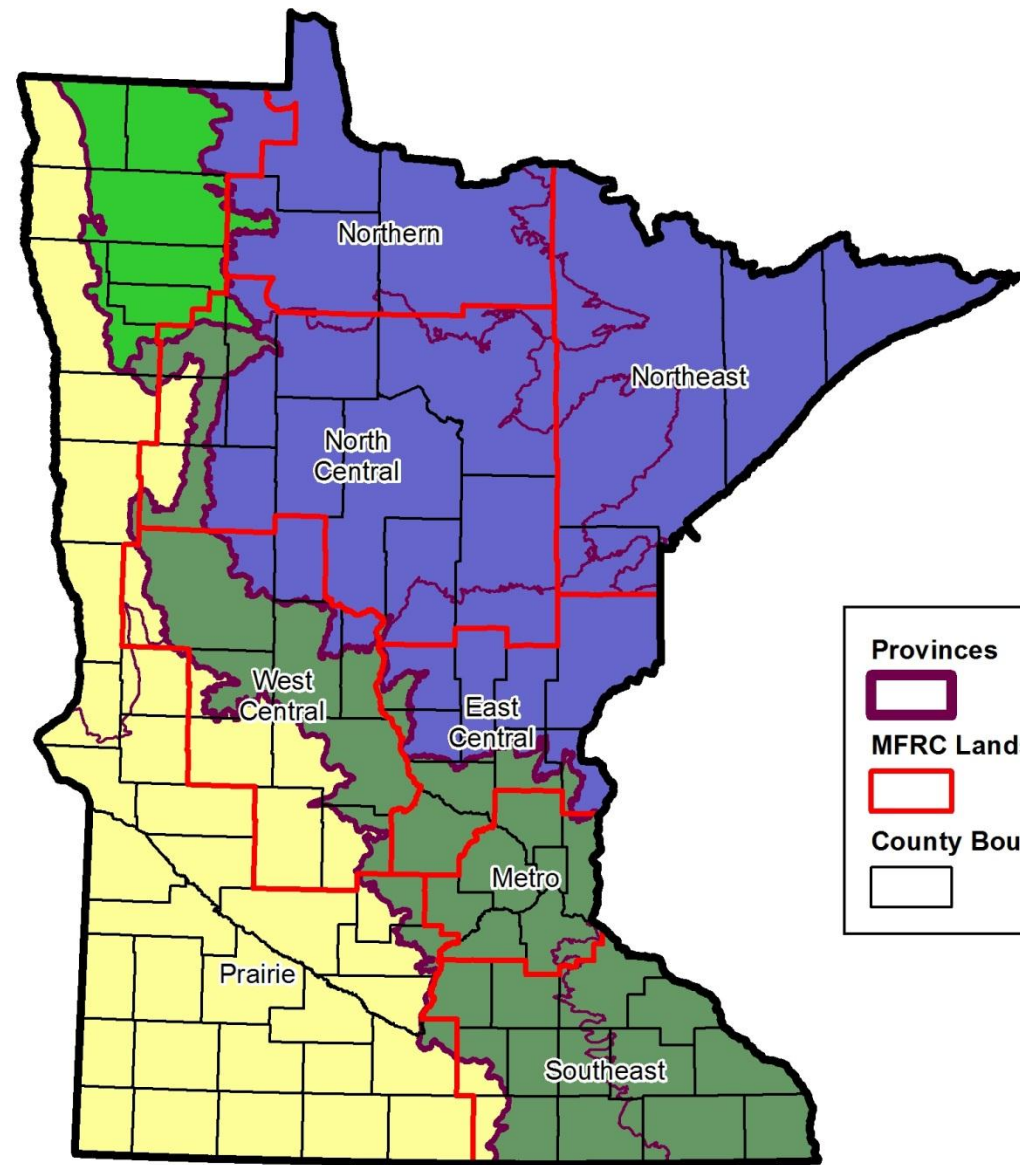 Northern
Northeast
North
Central
West
Central
East
Central
Metro
Prairie
Southeast
Provinces
MFRC Land
County Bou